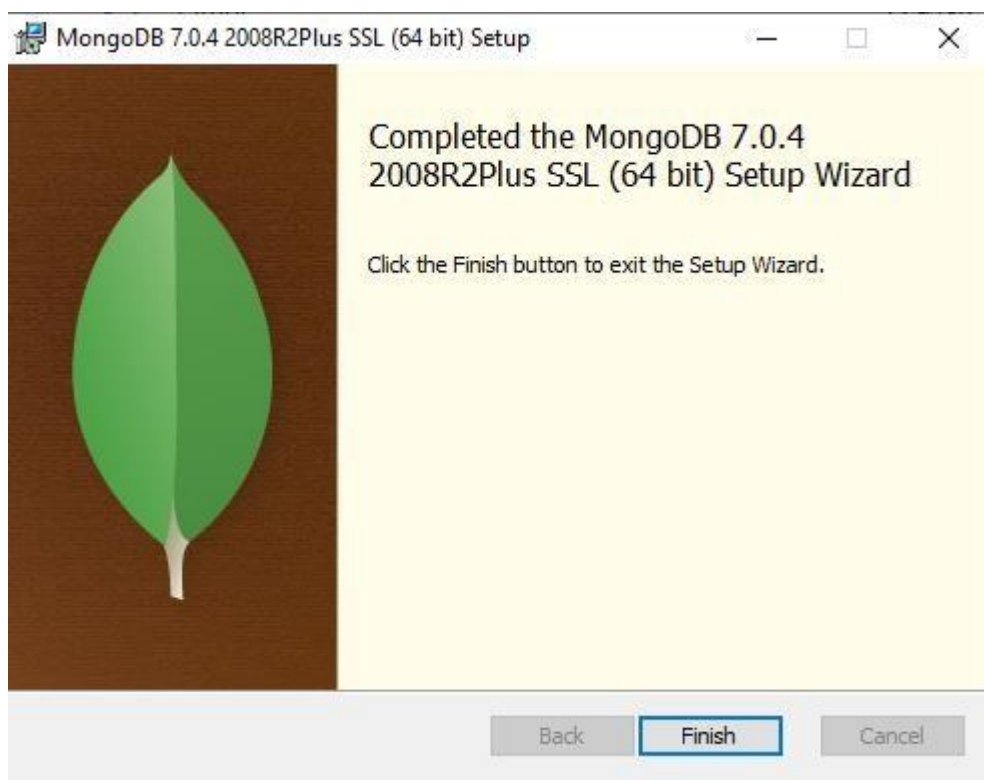 MongoDB 7.0.4 2008R2Plus SSL (64 bit) Setup
Completed the MongoDB 7.0.4
2008R2Plus SSL (64 bit) Setup Wizard
Click the Finish button to exit the Setup Wizard.
Back Finish Cancel